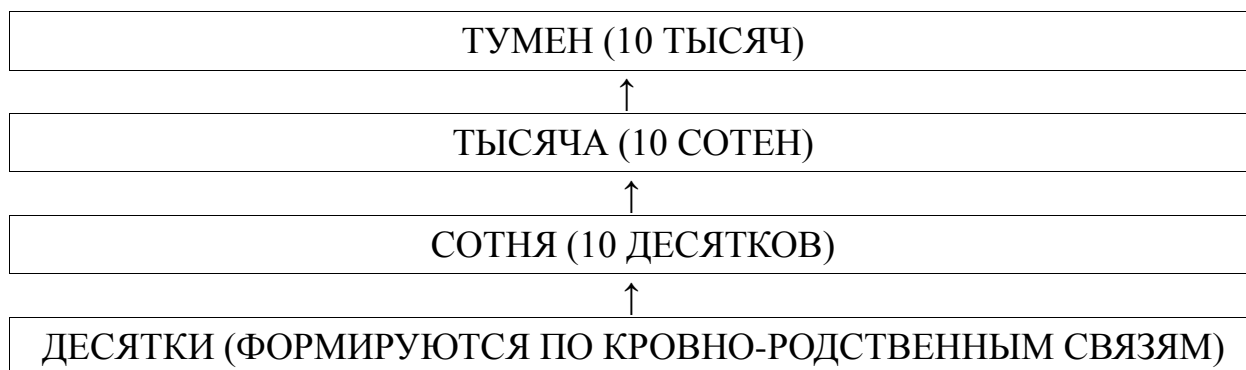 ТУМЕН (10 ТЫСЯЧ)
↑
ТЫСЯЧА (10 СОТЕН)
↑
СОТНЯ (10 ДЕСЯТКОВ)
↑
ДЕСЯТКИ (ФОРМИРУЮТСЯ ПО КРОВНО-РОДСТВЕННЫМ СВЯЗЯМ)